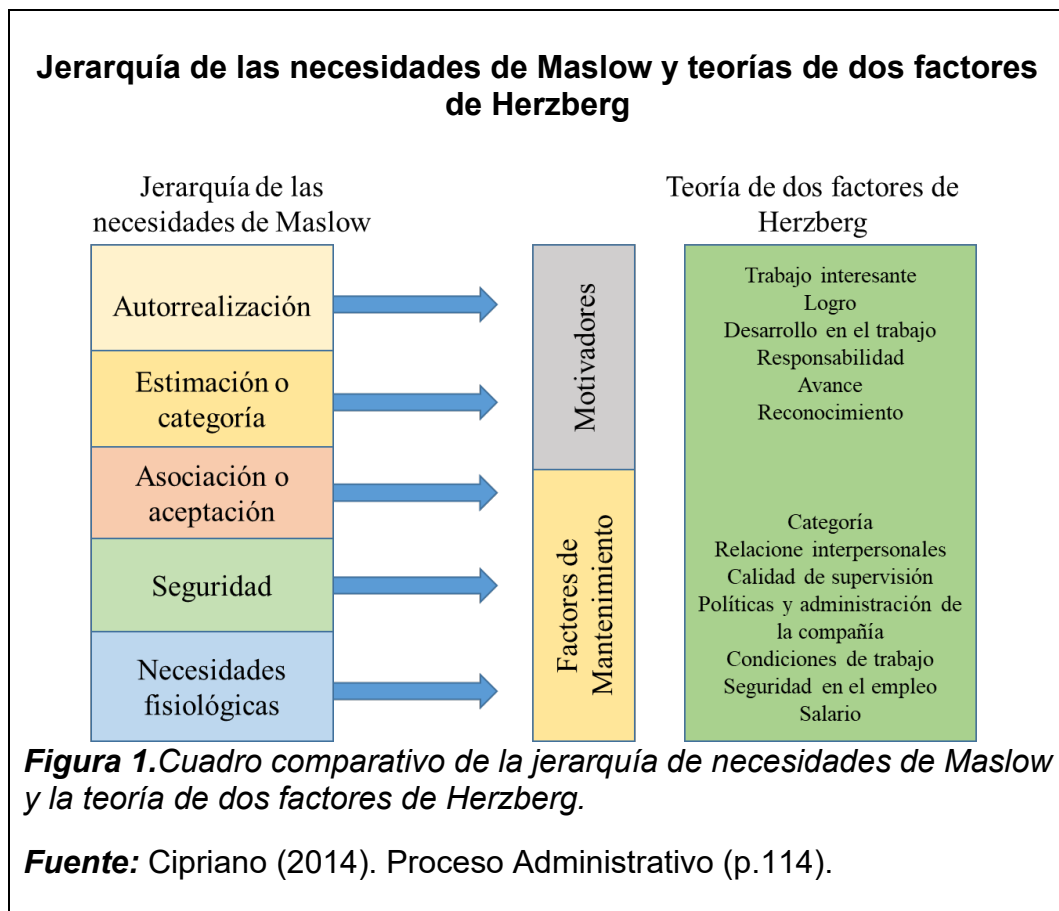 Jerarquía de las necesidades de Maslow y teorías de dos factores
de Herzberg
Jerarquía de las
necesidades de Maslow
Autorrealización
Estimación o
categoría
Asociación o
aceptación
Seguridad
Necesidades
fisiológicas
Motivadores
Factores de
Mantenimiento
Teoría de dos factores de
Herzberg
Trabajo interesante
Logro
Desarrollo en el trabajo
Responsabilidad
Avance
Reconocimiento
Categoría
Relacione interpersonales
Calidad de supervisión
Políticas y administración de
la compañía
Condiciones de trabajo
Seguridad en el empleo
Salario
Figura 1.Cuadro comparativo de la jerarquía de necesidades de Maslow
y la teoría de dos factores de Herzberg.
Fuente: Cipriano (2014). Proceso Administrativo (p.114).